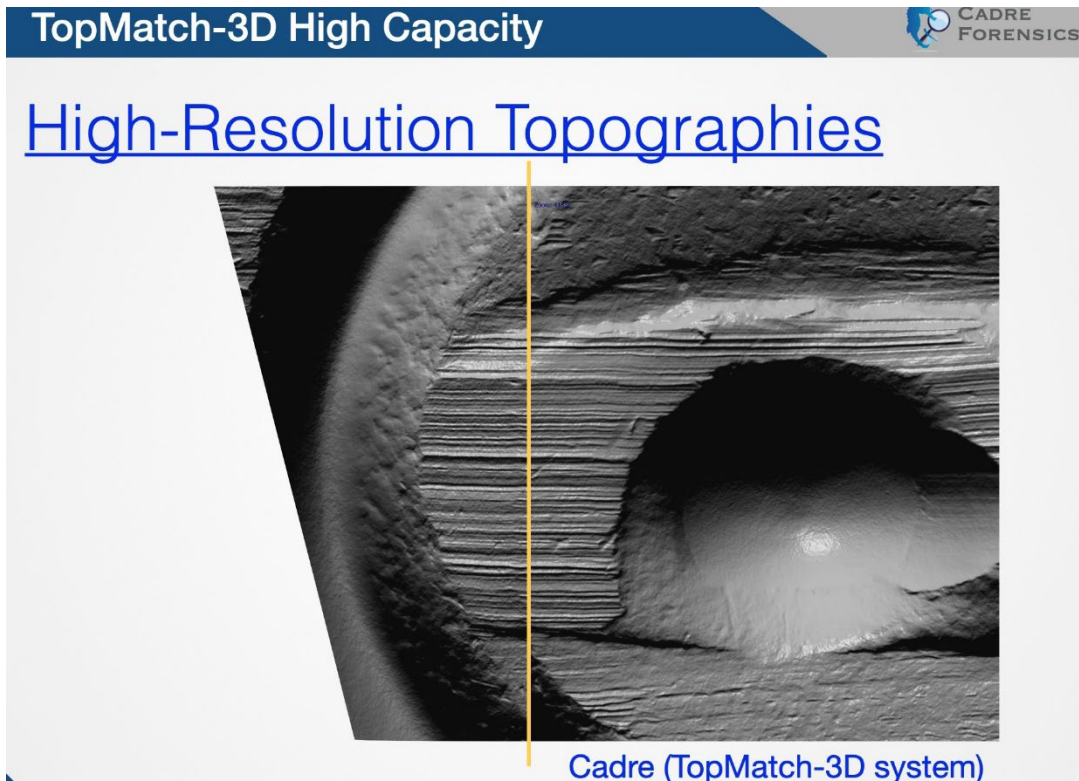 TopMatch-3D High Capacity
CADRE
FORENSICS
High-Resolution Topographies
Cadre (TopMatch-3D system)